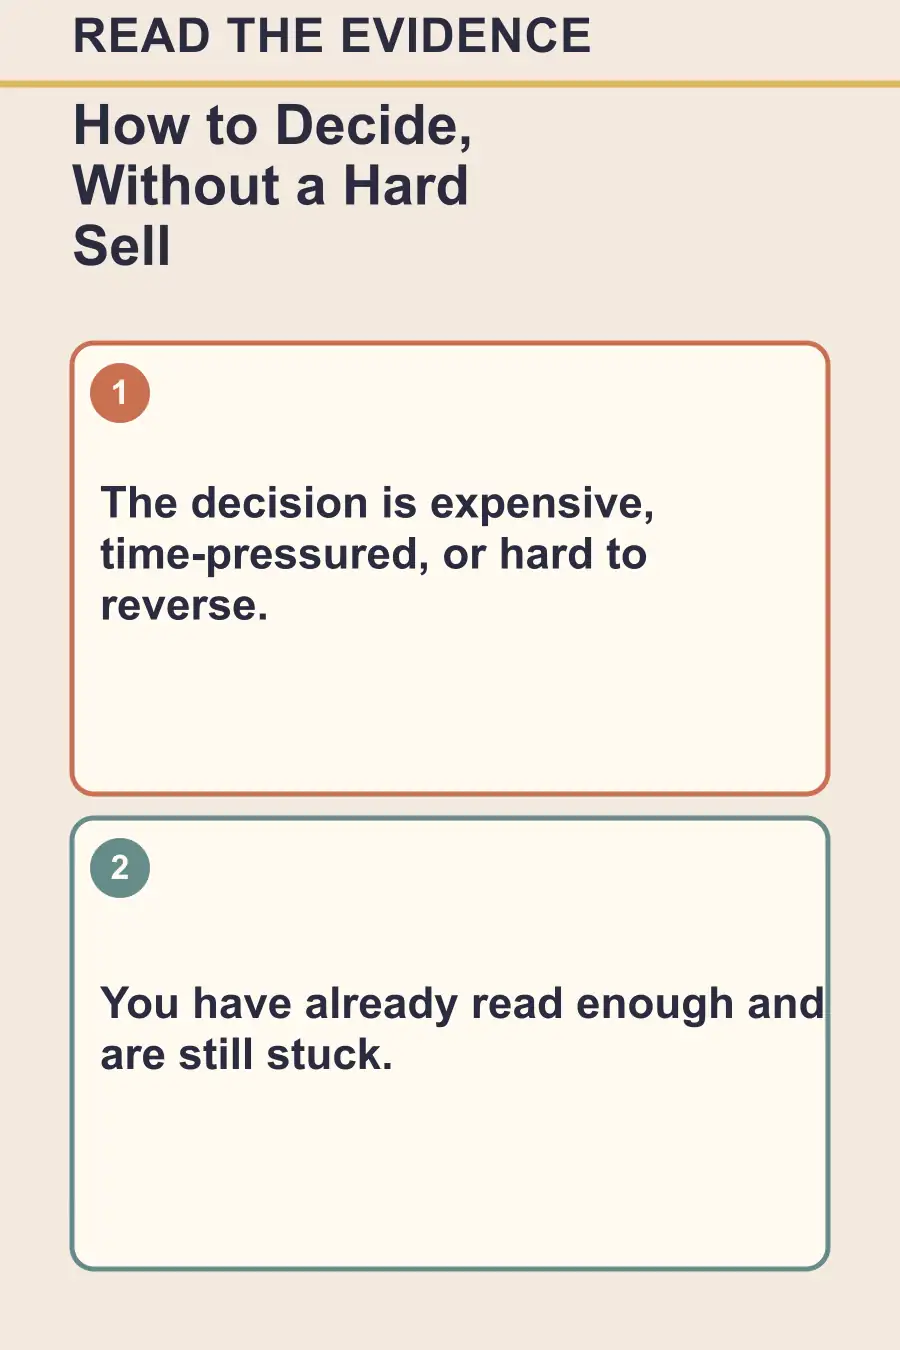 READ THE EVIDENCE
How to Decide,
Without a Hard
Sell
1
The decision is expensive,
time-pressured, or hard to
reverse.
2
You have already read enough and
are still stuck.